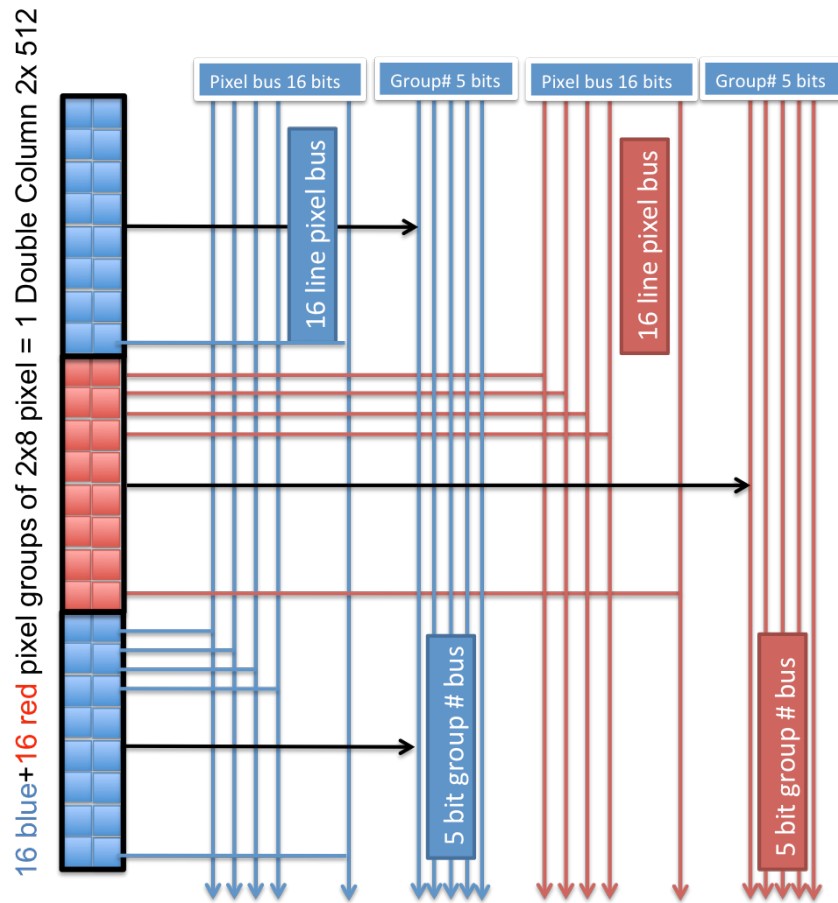 16 blue+16 red pixel groups of 2x8 pixel = 1 Double Column 2x 512
Pixel bus 16 bits
Group# 5 bits
Pixel bus 16 bits
Group# 5 bits
16 line pixel bus
16 line pixel bus
5 bit group # bus
5 bit group # bus